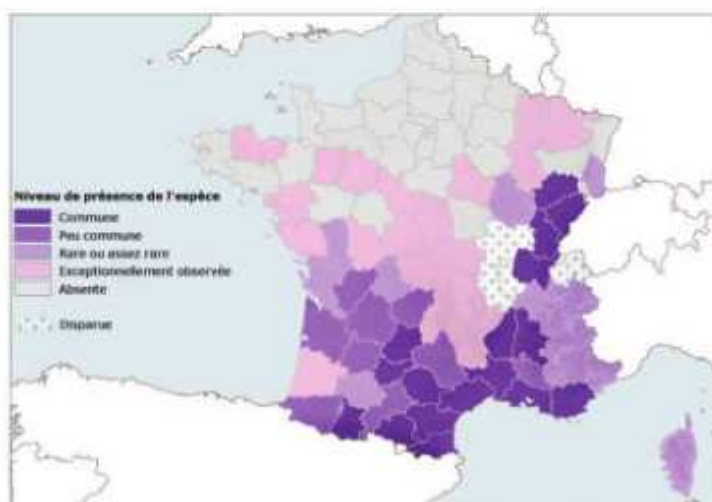 Niveau de présence de l'espèce
Commune
Peu commune
Rare ou assez rare
Exceptionnellement observée
Absente
Disparue